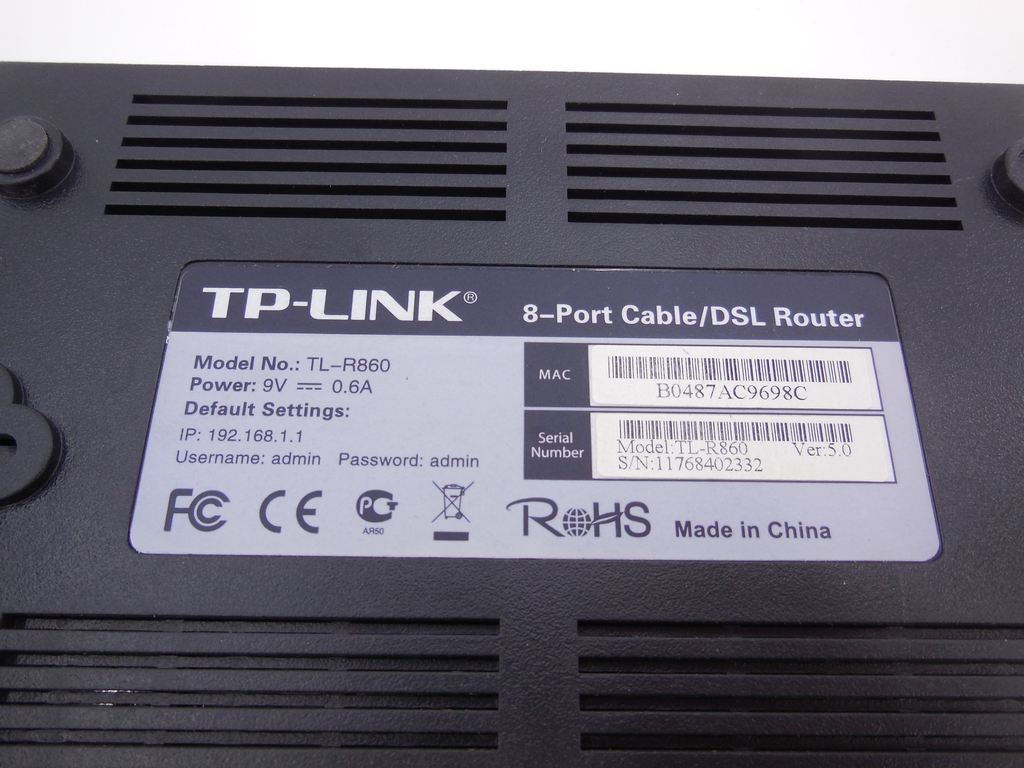 TP-LINK®
8-Port Cable/DSL Router
Model No.: TL-R860
Power: 9V ⎓ 0.6A
Default Settings:
IP: 192.168.1.1
Username: admin Password: admin
MAC
B0487AC9698C
Serial Number
Model:TL-R860 Ver:5.0
S/N:11768402332
FC CE PCT
АЯ50
RoHS
Made in China